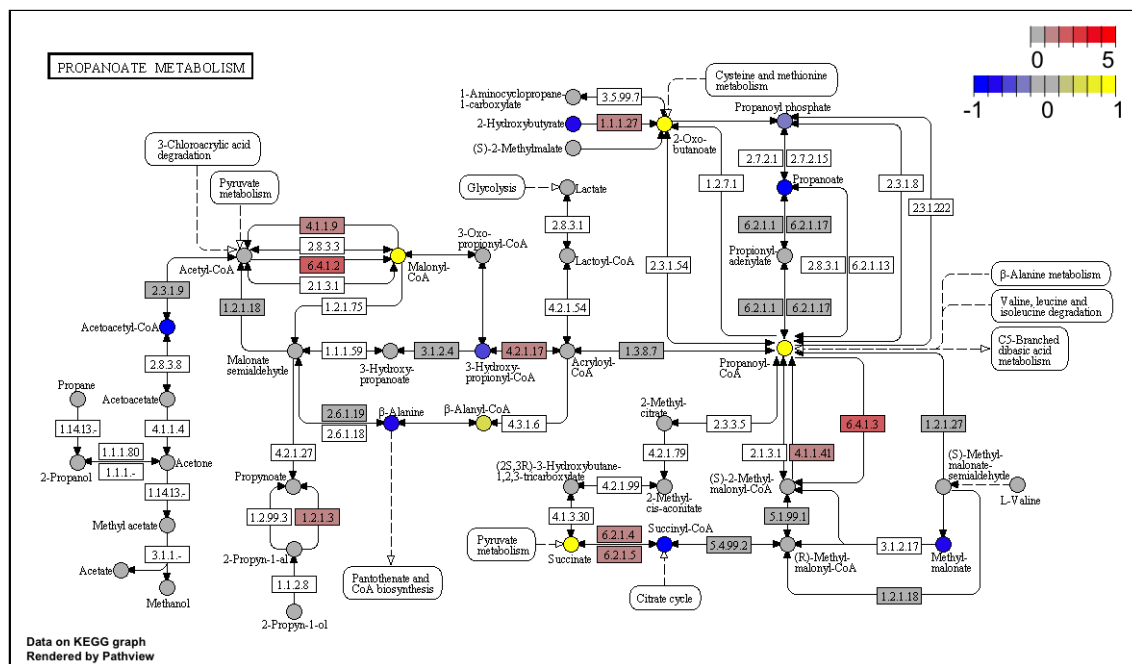 PROPANOATE METABOLISM
0
5
-1
0
1
Cysteine and methionine
metabolism
1-Aminocyclopropane
1-carboxylate
3.5.99.7
Propanoyl phosphate
2-Hydroxybutyrate
1.1.1.27
2-Oxo-
butanoate
(S)-2-Methylmalate
3-Chloroacrylic acid
degradation
2.7.2.1
2.7.2.15
Pyruvate
metabolism
Glycolysis
Lactate
1.2.7.1
Propanoate
2.3.1.8
2.3.1.222
4.1.1.9
2.8.3.1
6.2.1.1
6.2.1.17
3-Oxo-
propionyl-CoA
2.8.3.3
Acetyl-CoA
6.4.1.2
Malonyl-
CoA
Lactoyl-CoA
2.3.1.54
Propionyl-
adenylate
2.8.3.1
6.2.1.13
2.1.3.1
β-Alanine metabolism
2.3.1.9
1.2.1.18
1.2.1.75
4.2.1.54
6.2.1.1
6.2.1.17
Valine, leucine and
isoleucine degradation
Acetoacetyl-CoA
C5-Branched
dibasic acid
metabolism
Malonate
semialdehyde
1.1.1.59
3-Hydroxy-
propanoate
3.1.2.4
3-Hydroxy-
propionyl-CoA
4.2.1.17
Acryloyl-
CoA
1.3.8.7
Propanoyl-
CoA
2.8.3.8
Propane
Acetoacetate
2.6.1.19
2.6.1.18
β-Alanine
β-Alanyl-CoA
4.3.1.6
2-Methyl-
citrate
2.3.3.5
6.4.1.3
1.2.1.27
1.14.13.-
4.1.1.4
2.1.3.1
4.1.1.41
1.1.1.80
1.1.1.-
2-Propanol
Acetone
4.2.1.27
4.2.1.79
(S)-Methyl-
malonate-
semialdehyde
(2S,3R)-3-Hydroxybutane-
1,2,3-tricarboxylate
4.2.1.99
2-Methyl-
cis-aconitate
(S)-2-Methyl-
malonyl-CoA
L-Valine
Propynoate
1.14.13.-
1.2.99.3
1.2.1.3
4.1.3.30
5.1.99.1
Methyl acetate
Pyruvate
metabolism
Succinate
6.2.1.4
6.2.1.5
Succinyl-CoA
5.4.99.2
(R)-Methyl-
malonyl-CoA
3.1.2.17
Methyl-
malonate
3.1.1.-
2-Propyn-1-al
Acetate
Methanol
1.1.2.8
Pantothenate and
CoA biosynthesis
Citrate cycle
1.2.1.18
2-Propyn-1-ol
Data on KEGG graph
Rendered by Pathview